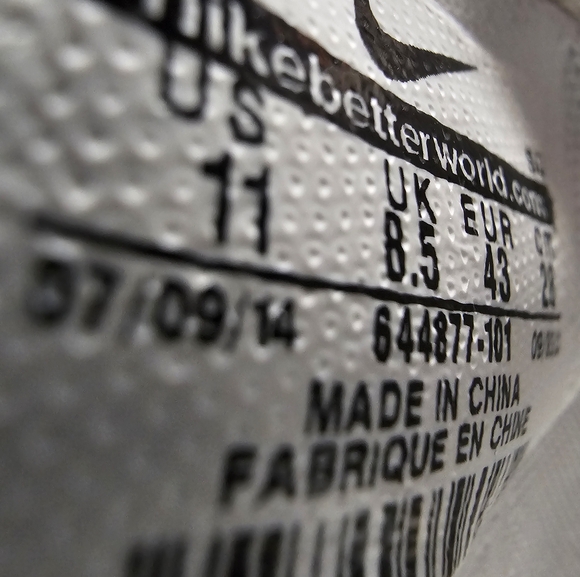 nikebetterworld.com
US UK EUR
11 8.5 43
07/09/14 644877-101
MADE IN CHINA
FABRIQUE EN CHINE